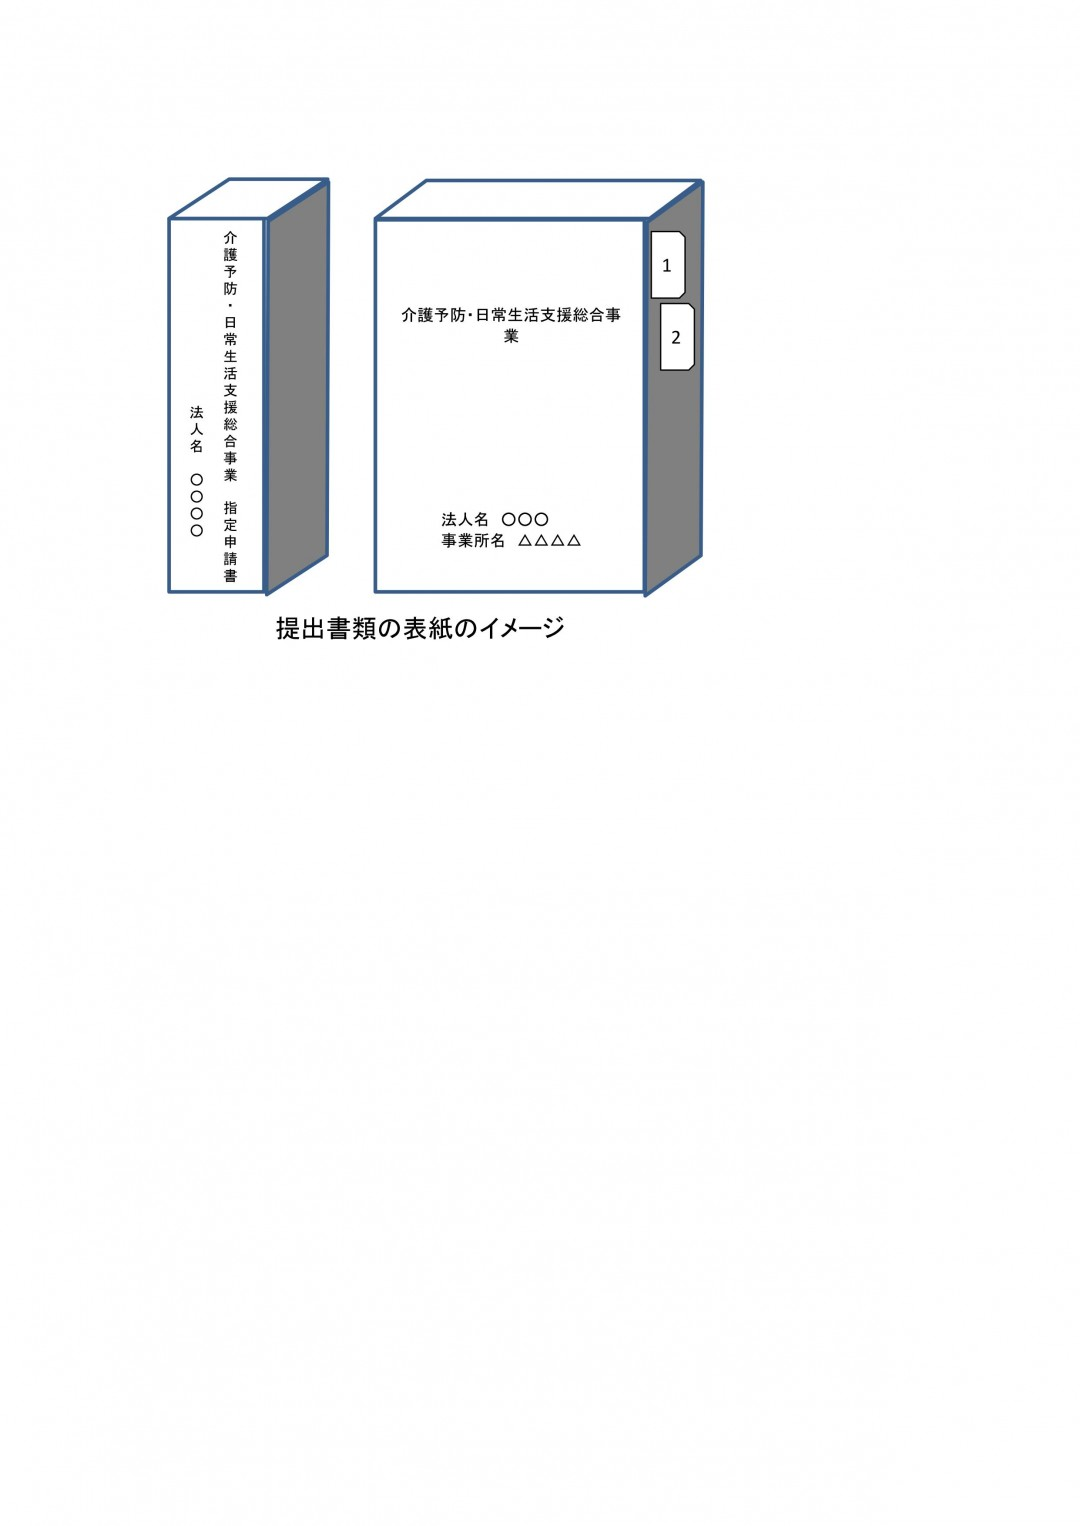 介護予防・日常生活支援総合事業　指定申請書
法人名　〇〇〇〇
介護予防・日常生活支援総合事
業
法人名　〇〇〇
事業所名　△△△△
1
2
提出書類の表紙のイメージ